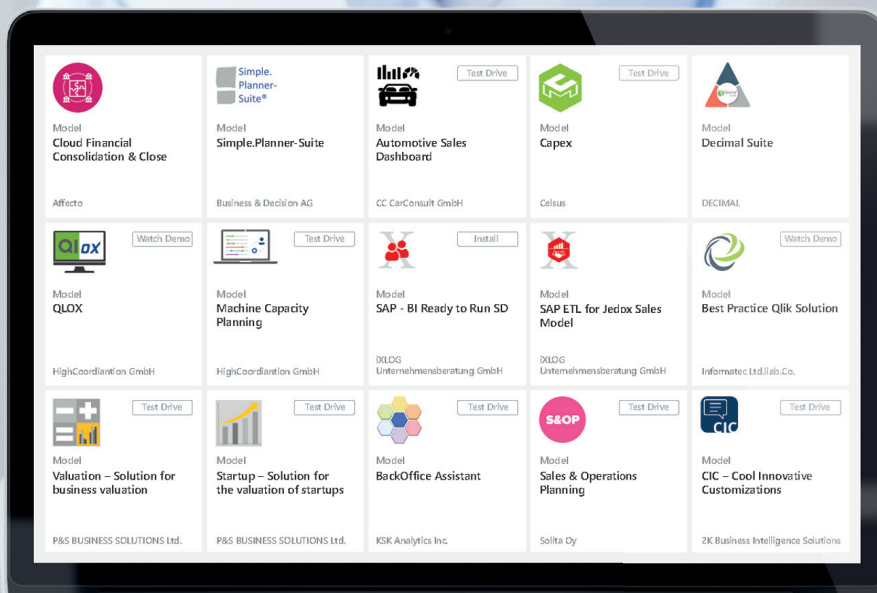 Simple.
Planner-
Suite®
Test Drive
Test Drive
Model
Cloud Financial
Consolidation & Close
Affecto
Model
Simple.Planner-Suite
Business & Decision AG
Model
Automotive Sales
Dashboard
CC CarConsult GmbH
Model
Capex
Celsus
Model
Decimal Suite
DECIMAL
QlOX
Watch Demo
Test Drive
X
Install
X
Watch Demo
Model
QLOX
HighCoordiantion GmbH
Model
Machine Capacity
Planning
HighCoordiantion GmbH
Model
SAP - BI Ready to Run SD
iXLOG
Unternehmensberatung GmbH
Model
SAP ETL for Jedox Sales
Model
iXLOG
Unternehmensberatung GmbH
Model
Best Practice Qlik Solution
Informatec Ltd.liab.Co.
Test Drive
Test Drive
Test Drive
S&OP
Test Drive
CIC
Test Drive
Model
Valuation – Solution for
business valuation
P&S BUSINESS SOLUTIONS Ltd.
Model
Startup – Solution for
the valuation of startups
P&S BUSINESS SOLUTIONS Ltd.
Model
BackOffice Assistant
KSK Analytics Inc.
Model
Sales & Operations
Planning
Solita Oy
Model
CIC – Cool Innovative
Customizations
2K Business Intelligence Solutions